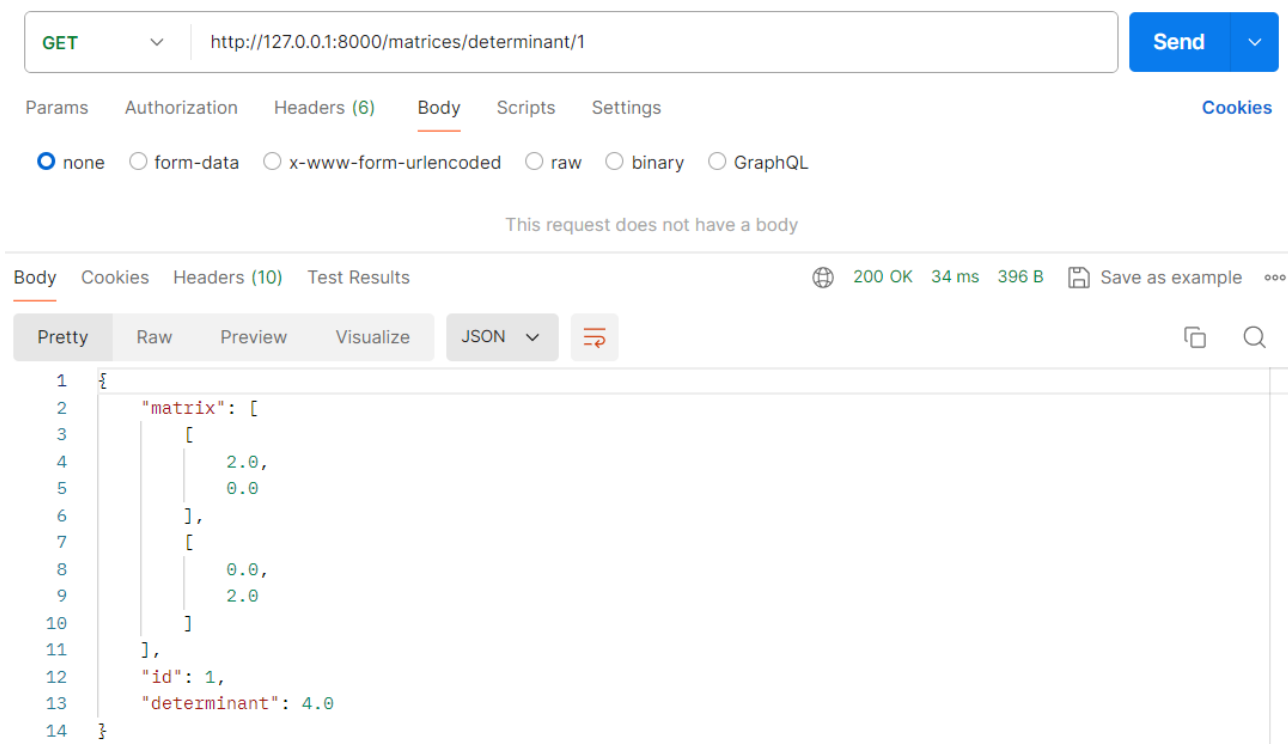 GET http://127.0.0.1:8000/matrices/determinant/1 Send
Params Authorization Headers (6) Body Scripts Settings Cookies
none form-data x-www-form-urlencoded raw binary GraphQL
This request does not have a body
Body Cookies Headers (10) Test Results 200 OK 34 ms 396 B Save as example
Pretty Raw Preview Visualize JSON
1 {
2 "matrix": [
3 [
4 2.0,
5 0.0
6 ],
7 [
8 0.0,
9 2.0
10 ]
11 ],
12 "id": 1,
13 "determinant": 4.0
14 }